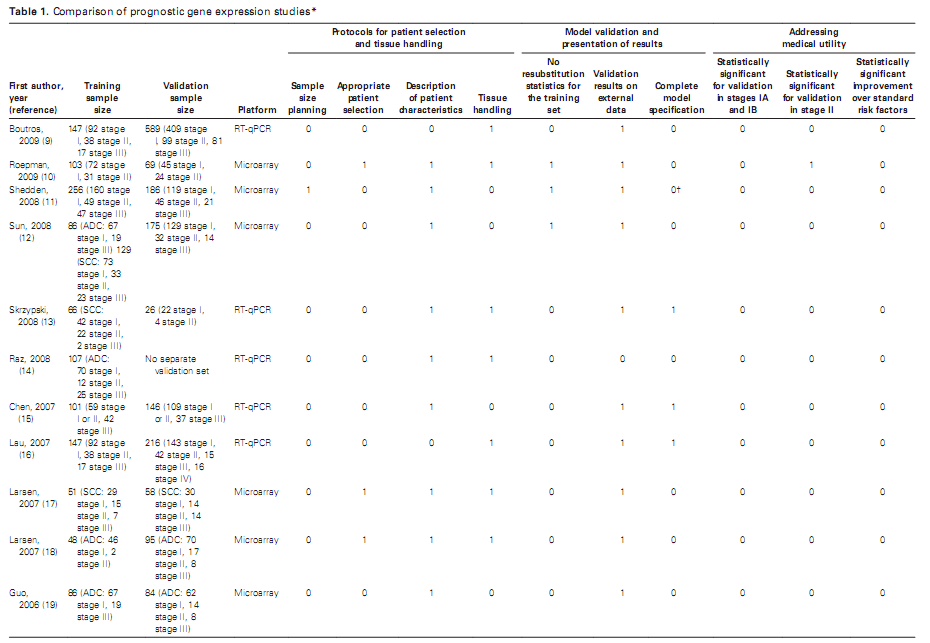 Table 1. Comparison of prognostic gene expression studies*
Protocols for patient selection Model validation and Addressing
and tissue handling presentation of results medical utility
No Statistically Statistically
resubstitution Validation significant Statistically significant
First author, Training Validation Sample Appropriate Description statistics for results on Complete for validation significant improvement
year sample sample size patient of patient Tissue the training external model in stages IA for validation over standard
(reference) size size Platform planning selection characteristics handling set data specification and IB in stage II risk factors
Boutros, 147 (92 stage 589 (409 stage RT-qPCR 0 0 0 1 0 1 0 0 0 0
2009 (9) I, 38 stage II, I, 99 stage II, 81
17 stage III) stage III)
Roepman, 103 (72 stage 69 (45 stage I, Microarray 0 1 1 1 1 1 0 0 1 0
2009 (10) I, 31 stage II) 24 stage II)
Shedden, 256 (160 stage 186 (119 stage I, Microarray 1 0 1 0 1 1 0† 0 0 0
2008 (11) I, 49 stage II, 46 stage II, 21
47 stage III) stage III)
Sun, 2008 86 (ADC: 67 175 (129 stage I, Microarray 0 0 1 0 1 1 0 0 0 0
(12) stage I, 19 32 stage II, 14
stage III) 129 stage III)
(SCC: 73
stage I, 33
stage II,
23 stage III)
Skrzypski, 66 (SCC: 26 (22 stage I, RT-qPCR 0 0 1 1 0 1 1 0 0 0
2008 (13) 42 stage I, 4 stage II)
22 stage II,
2 stage III)
Raz, 2008 107 (ADC: No separate RT-qPCR 0 0 1 1 0 0 0 0 0 0
(14) 70 stage I, validation set
12 stage II,
25 stage III)
Chen, 2007 101 (59 stage 146 (109 stage I RT-qPCR 0 0 1 0 0 1 1 0 0 0
(15) I or II, 42 or II, 37 stage III)
stage III)
Lau, 2007 147 (92 stage 216 (143 stage I, RT-qPCR 0 0 0 1 0 1 1 0 0 0
(16) I, 38 stage II, 42 stage II, 15
17 stage III) stage III, 16
stage IV)
Larsen, 51 (SCC: 29 58 (SCC: 30 Microarray 0 1 1 1 0 1 0 0 0 0
2007 (17) stage I, 15 stage I, 14
stage II, 7 stage II, 14
stage III) stage III)
Larsen, 48 (ADC: 46 95 (ADC: 70 Microarray 0 1 1 1 0 1 0 0 0 0
2007 (18) stage I, 2 stage I, 17
stage II) stage II, 8
stage III)
Guo, 86 (ADC: 67 84 (ADC: 62 Microarray 0 0 1 0 0 1 0 0 0 0
2006 (19) stage I, 19 stage I, 14
stage III) stage II, 8
stage III)